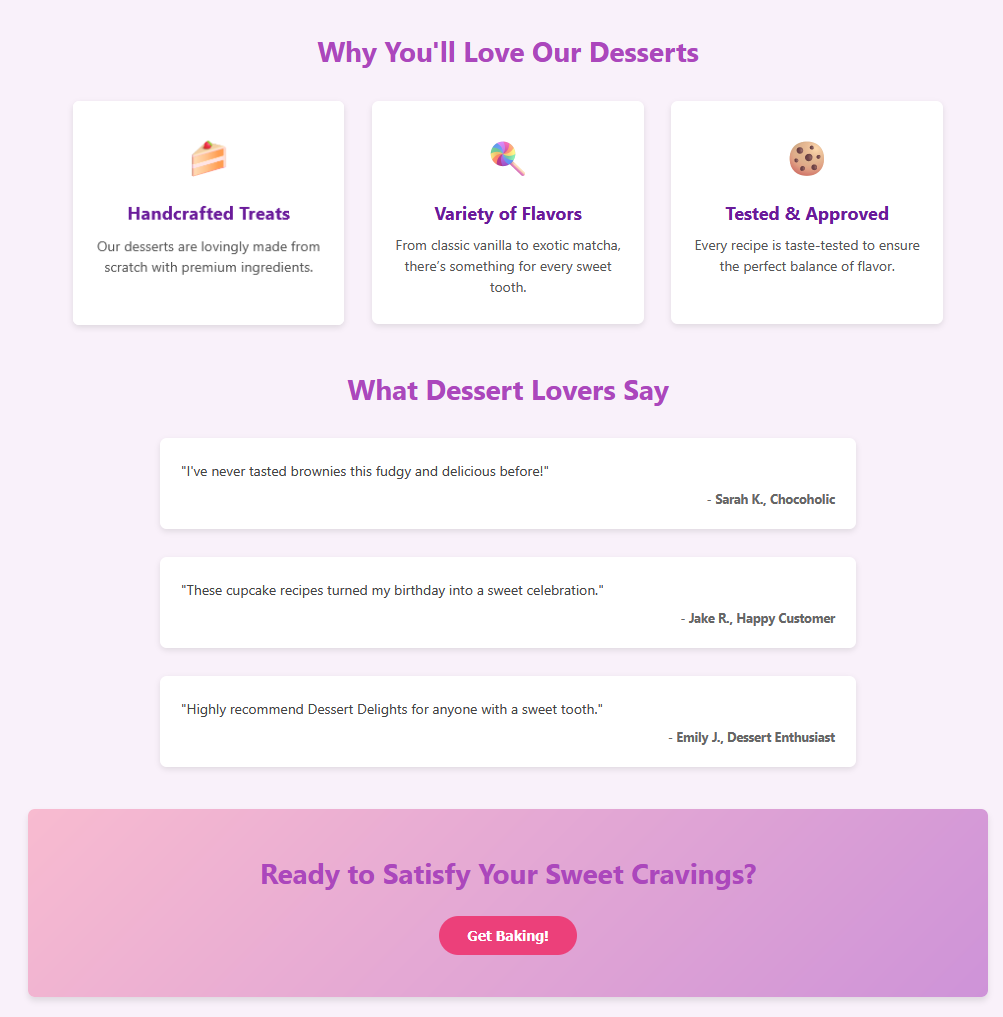 Why You'll Love Our Desserts
Handcrafted Treats
Our desserts are lovingly made from
scratch with premium ingredients.
Variety of Flavors
From classic vanilla to exotic matcha,
there’s something for every sweet
tooth.
Tested & Approved
Every recipe is taste-tested to ensure
the perfect balance of flavor.
What Dessert Lovers Say
"I've never tasted brownies this fudgy and delicious before!"
- Sarah K., Chocoholic
"These cupcake recipes turned my birthday into a sweet celebration."
- Jake R., Happy Customer
"Highly recommend Dessert Delights for anyone with a sweet tooth."
- Emily J., Dessert Enthusiast
Ready to Satisfy Your Sweet Cravings?
Get Baking!